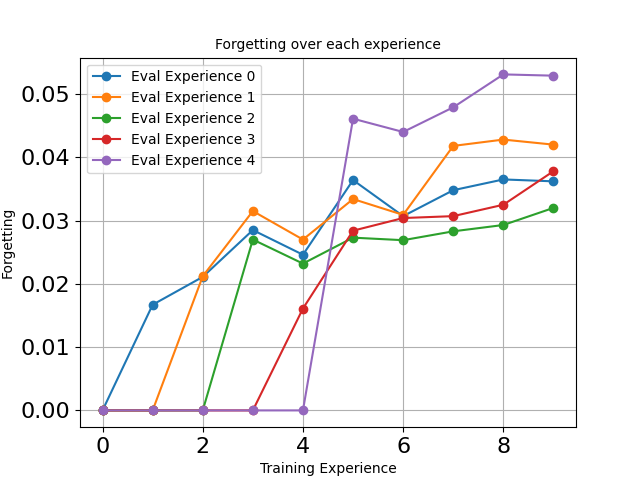 Forgetting over each experience
Eval Experience 0
Eval Experience 1
Eval Experience 2
Eval Experience 3
Eval Experience 4
0.05
0.04
0.03
0.02
0.01
0.00
Forgetting
0 2 4 6 8
Training Experience